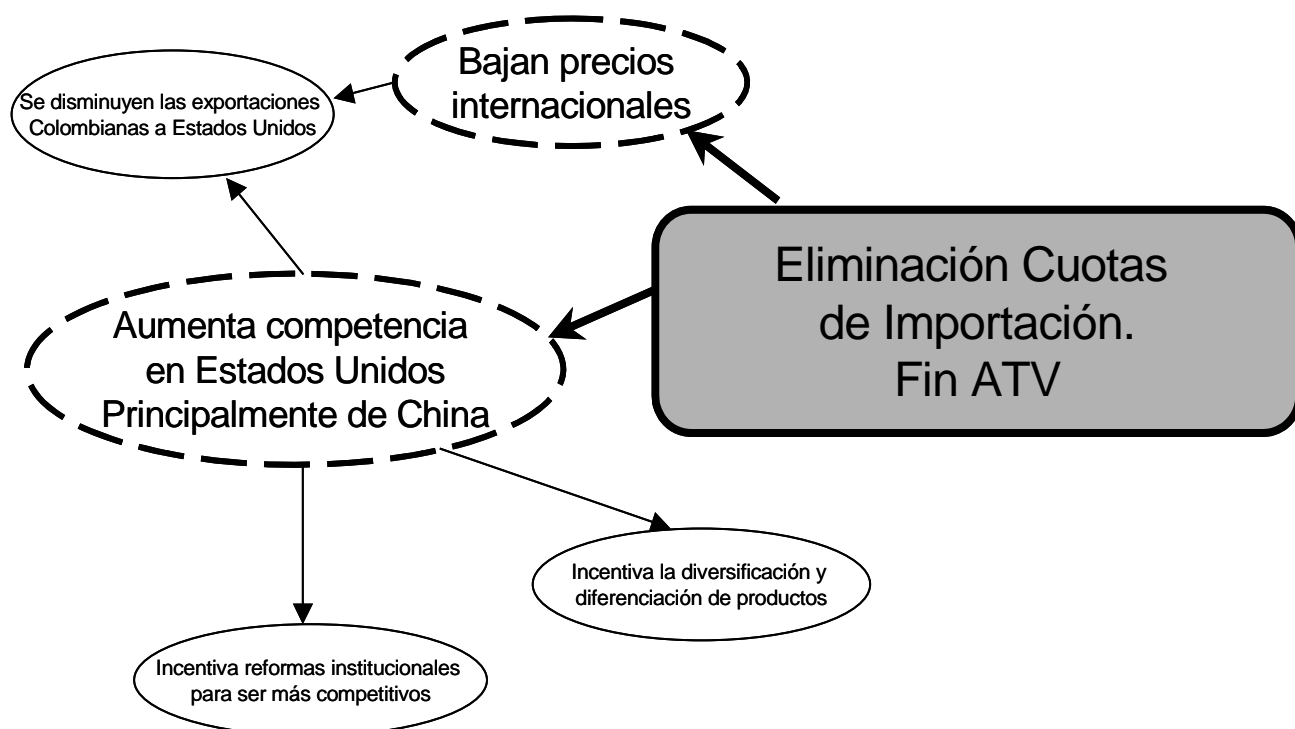 Bajan precios
internacionales
Se disminuyen las exportaciones
Colombianas a Estados Unidos
Eliminación Cuotas
de Importación.
Fin ATV
Aumenta competencia
en Estados Unidos
Principalmente de China
Incentiva la diversificación y
diferenciación de productos
Incentiva reformas institucionales
para ser más competitivos